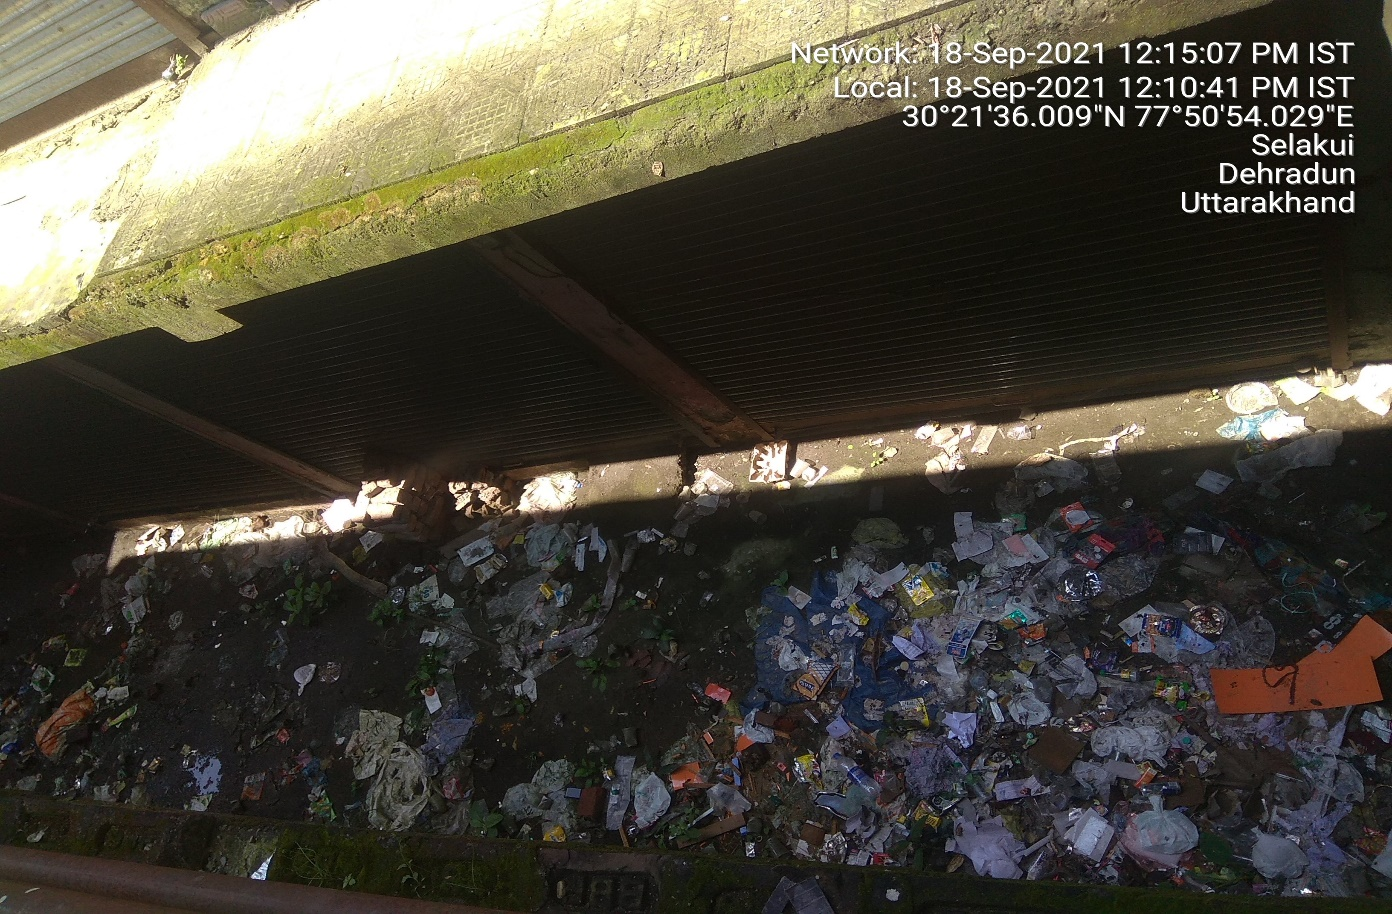 Network: 18-Sep-2021 12:15:07 PM IST
Local: 18-Sep-2021 12:10:41 PM IST
30°21'36.009"N 77°50'54.029"E
Selakui
Dehradun
Uttarakhand